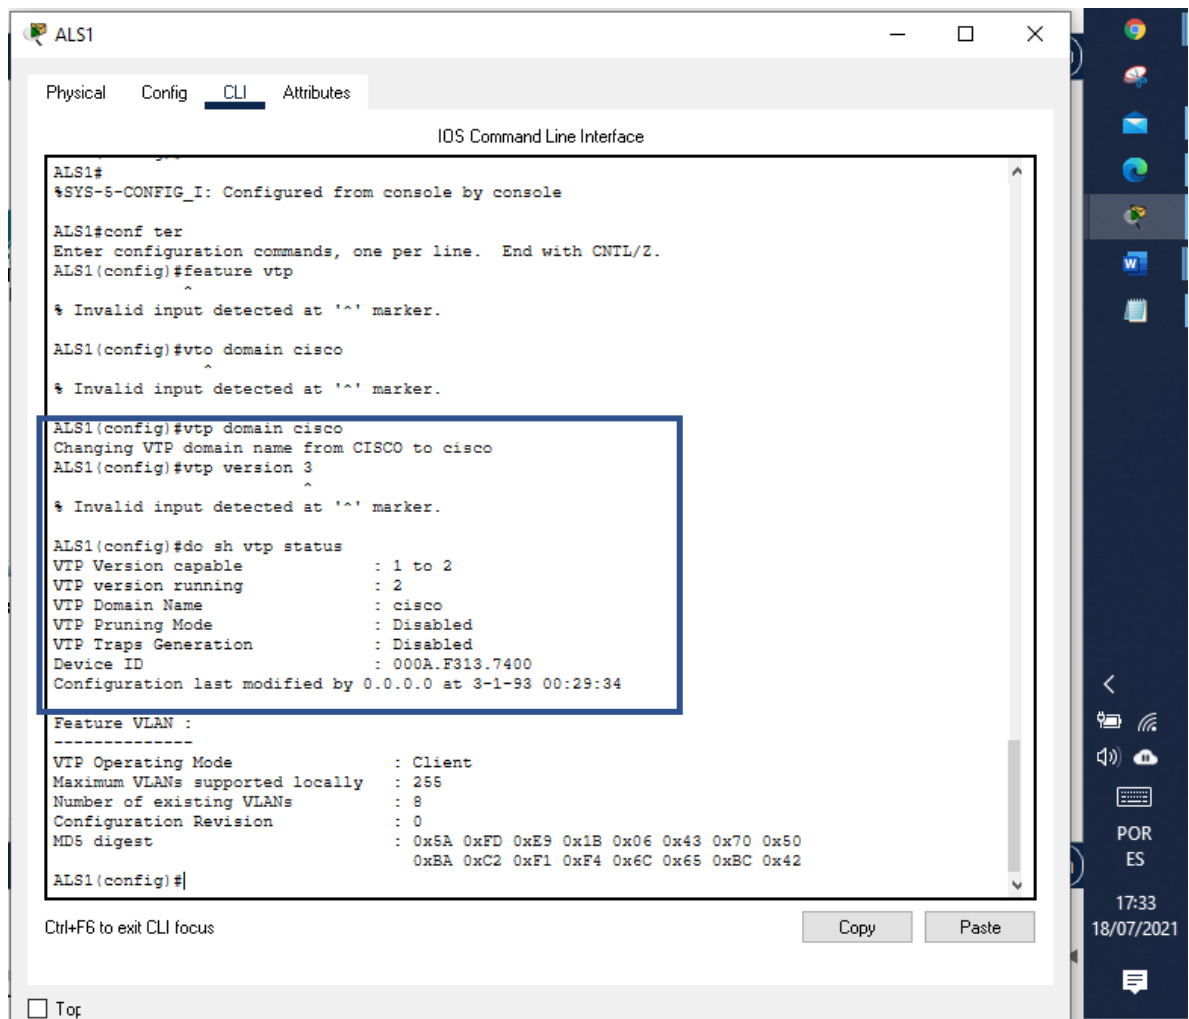 ALS1
Physical Config CLI Attributes
IOS Command Line Interface
ALS1#
%SYS-5-CONFIG_I: Configured from console by console
ALS1#conf ter
Enter configuration commands, one per line. End with CNTL/Z.
ALS1(config)#feature vtp
^
% Invalid input detected at '^' marker.
ALS1(config)#vto domain cisco
^
% Invalid input detected at '^' marker.
ALS1(config)#vtp domain cisco
Changing VTP domain name from CISCO to cisco
ALS1(config)#vtp version 3
^
% Invalid input detected at '^' marker.
ALS1(config)#do sh vtp status
VTP Version capable : 1 to 2
VTP version running : 2
VTP Domain Name : cisco
VTP Pruning Mode : Disabled
VTP Traps Generation : Disabled
Device ID : 000A.F313.7400
Configuration last modified by 0.0.0.0 at 3-1-93 00:29:34
Feature VLAN :
--------------
VTP Operating Mode : Client
Maximum VLANs supported locally : 255
Number of existing VLANs : 8
Configuration Revision : 0
MD5 digest : 0x5A 0xFD 0xE9 0x1B 0x06 0x43 0x70 0x50
0xBA 0xC2 0xF1 0xF4 0x6C 0x65 0xBC 0x42
ALS1(config)#
Ctrl+F6 to exit CLI focus
Copy Paste
Top
POR
ES
17:33
18/07/2021